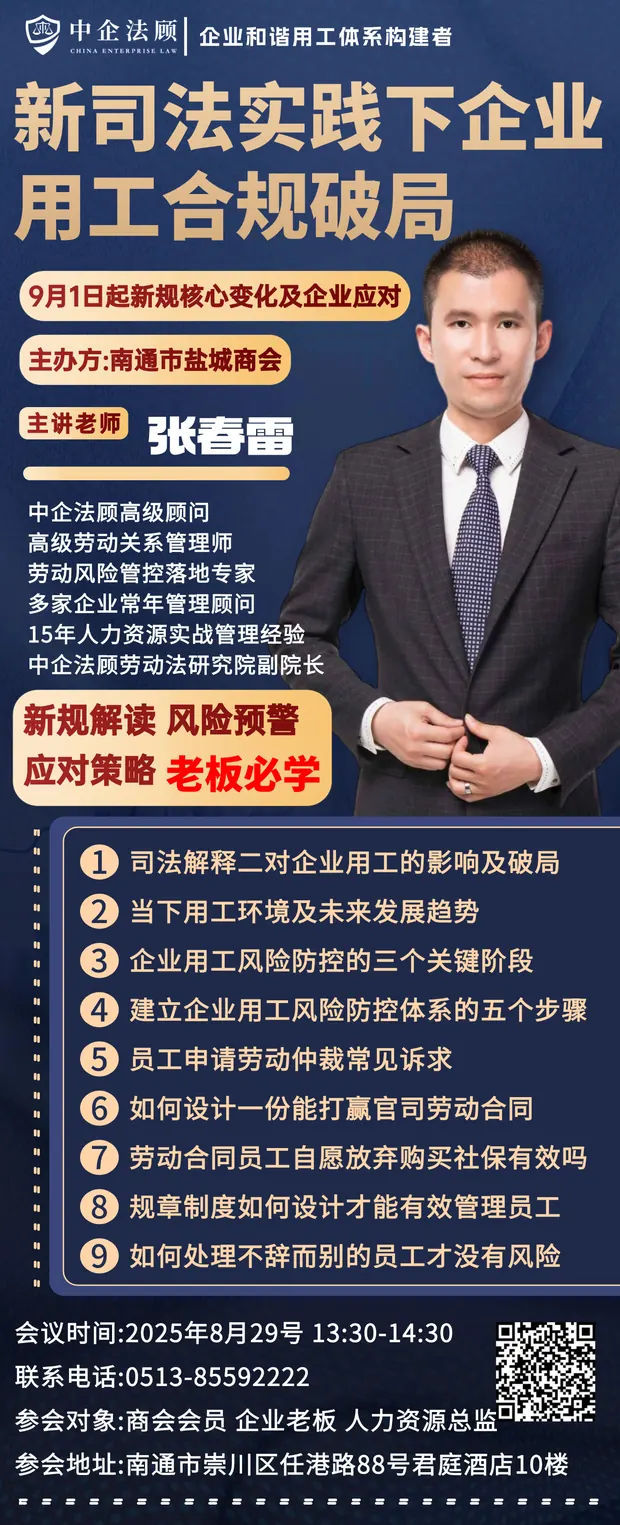 中企法顾
CHINA ENTERPRISE LAW
企业和谐用工体系构建者
新司法实践下企业
用工合规破局
9月1日起新规核心变化及企业应对
主办方:南通市盐城商会
主讲老师
张春雷
中企法顾高级顾问
高级劳动关系管理师
劳动风险管控落地专家
多家企业常年管理顾问
15年人力资源实战管理经验
中企法顾劳动法研究院副院长
新规解读 风险预警
应对策略 老板必学
1 司法解释二对企业用工的影响及破局
2 当下用工环境及未来发展趋势
3 企业用工风险防控的三个关键阶段
4 建立企业用工风险防控体系的五个步骤
5 员工申请劳动仲裁常见诉求
6 如何设计一份能打赢官司劳动合同
7 劳动合同员工自愿放弃购买社保有效吗
8 规章制度如何设计才能有效管理员工
9 如何处理不辞而别的员工才没有风险
会议时间:2025年8月29号 13:30-14:30
联系电话:0513-85592222
参会对象:商会会员 企业老板 人力资源总监
参会地址:南通市崇川区任港路88号君庭酒店10楼